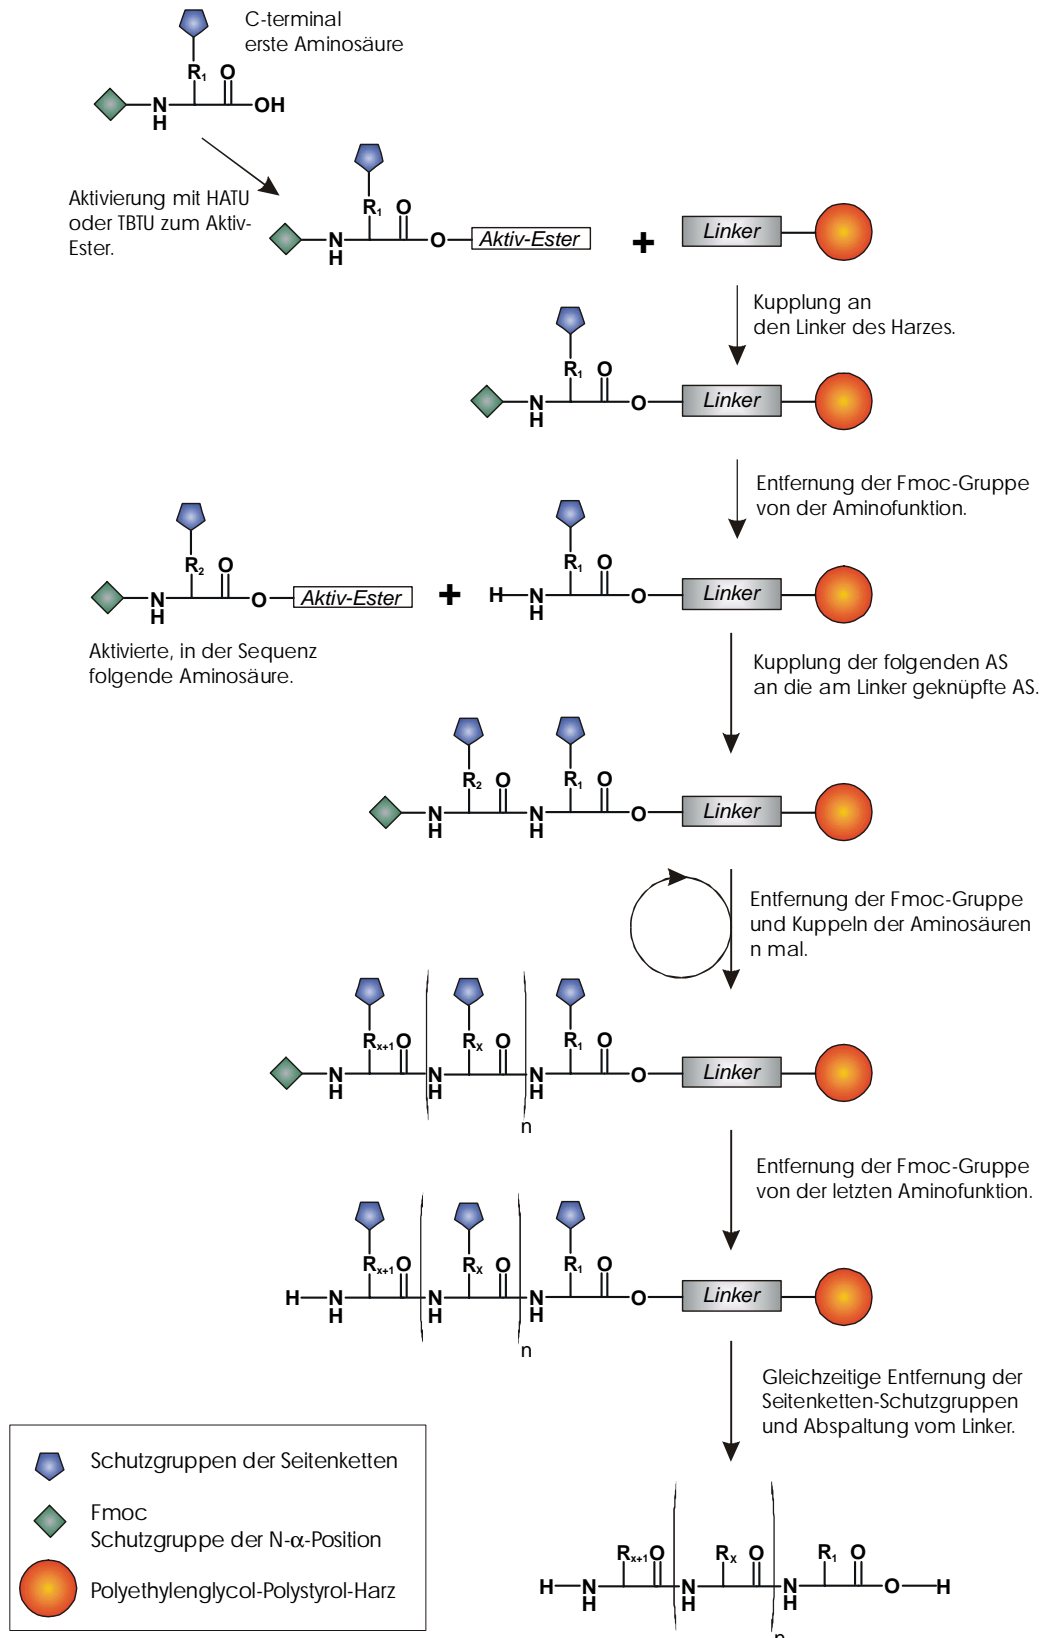 C-terminal
erste Aminosäure
R1 O
N
H
OH
Aktivierung mit HATU
oder TBTU zum Aktiv-
Ester.
R1 O
N
H
O
Aktiv-Ester
+
Linker
Kupplung an
den Linker des Harzes.
R1 O
N
H
O
Linker
Entfernung der Fmoc-Gruppe
von der Aminofunktion.
R2 O
N
H
O
Aktiv-Ester
+
R1 O
H N
H
O
Linker
Aktivierte, in der Sequenz
folgende Aminosäure.
Kupplung der folgenden AS
an die am Linker geknüpfte AS.
R2 O R1 O
N N O
H H
Linker
Entfernung der Fmoc-Gruppe
und Kuppeln der Aminosäuren
n mal.
Rx+1 O RX O R1 O
N N N O
H H H
n
Linker
Entfernung der Fmoc-Gruppe
von der letzten Aminofunktion.
Rx+1 O RX O R1 O
H N N N O
H H H
n
Linker
Gleichzeitige Entfernung der
Seitenketten-Schutzgruppen
und Abspaltung vom Linker.
Schutzgruppen der Seitenketten
Fmoc
Schutzgruppe der N-α-Position
Polyethylenglycol-Polystyrol-Harz
Rx+1 O RX O R1 O
H N N N O H
H H H
n